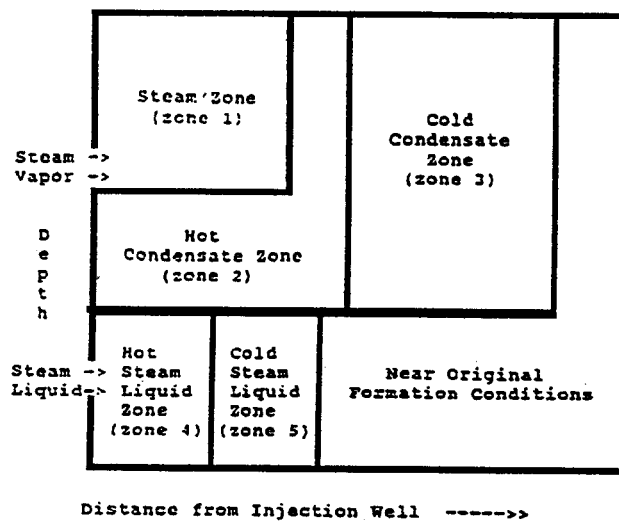 Steam Zone
(zone 1)
Cold
Condensate
Zone
(zone 3)
Steam ->
Vapor ->
Depth
Hot
Condensate Zone
(zone 2)
Steam ->
Liquid->
Hot
Steam
Liquid
Zone
(zone 4)
Cold
Steam
Liquid
Zone
(zone 5)
Near Original
Formation Conditions
Distance from Injection Well ----->>